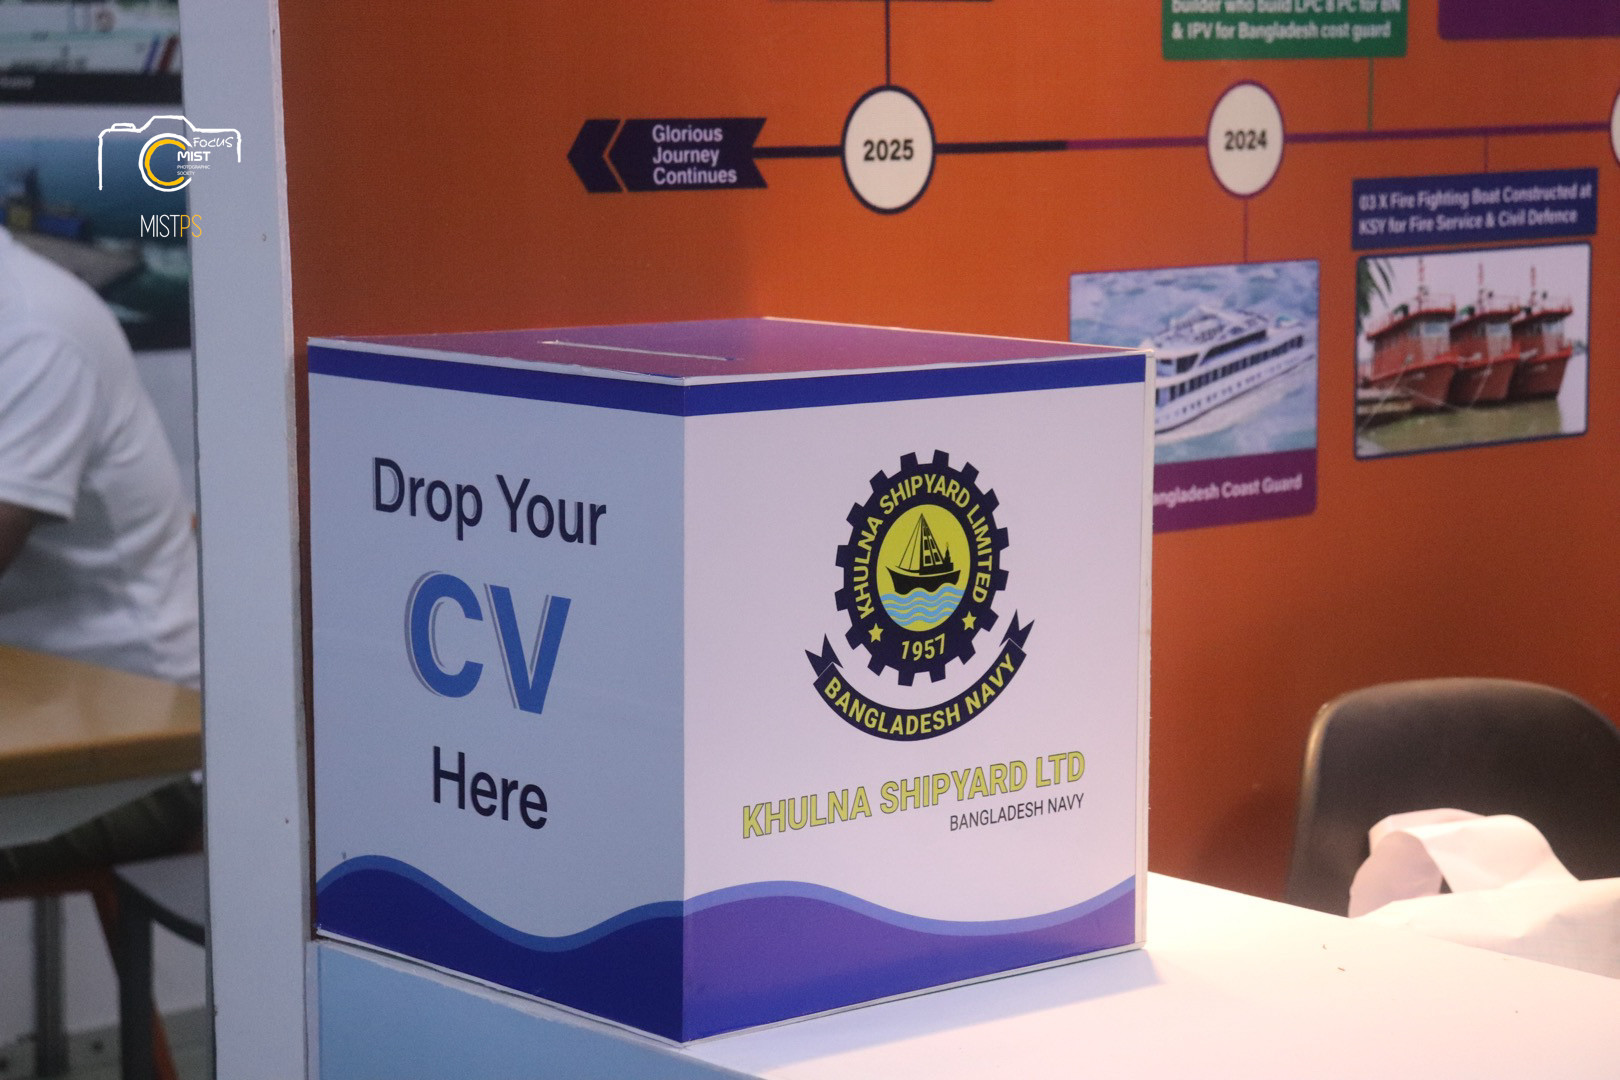 builder who build LPC & PC for BN
& IPV for Bangladesh cost guard
FOCUS
MIST
PHOTOGRAPHIC
SOCIETY
MISTPS
Glorious
Journey
Continues
2025
2024
03 X Fire Fighting Boat Constructed at
KSY for Fire Service & Civil Defence
Coast Guard
Drop Your
CV
Here
KHULNA SHIPYARD LIMITED
1957
BANGLADESH NAVY
KHULNA SHIPYARD LTD
BANGLADESH NAVY